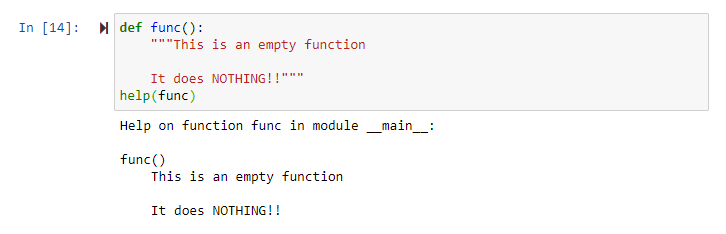 In [14]:
def func():
    """This is an empty function

    It does NOTHING!!"""
help(func)
Help on function func in module __main__:

func()
    This is an empty function

    It does NOTHING!!